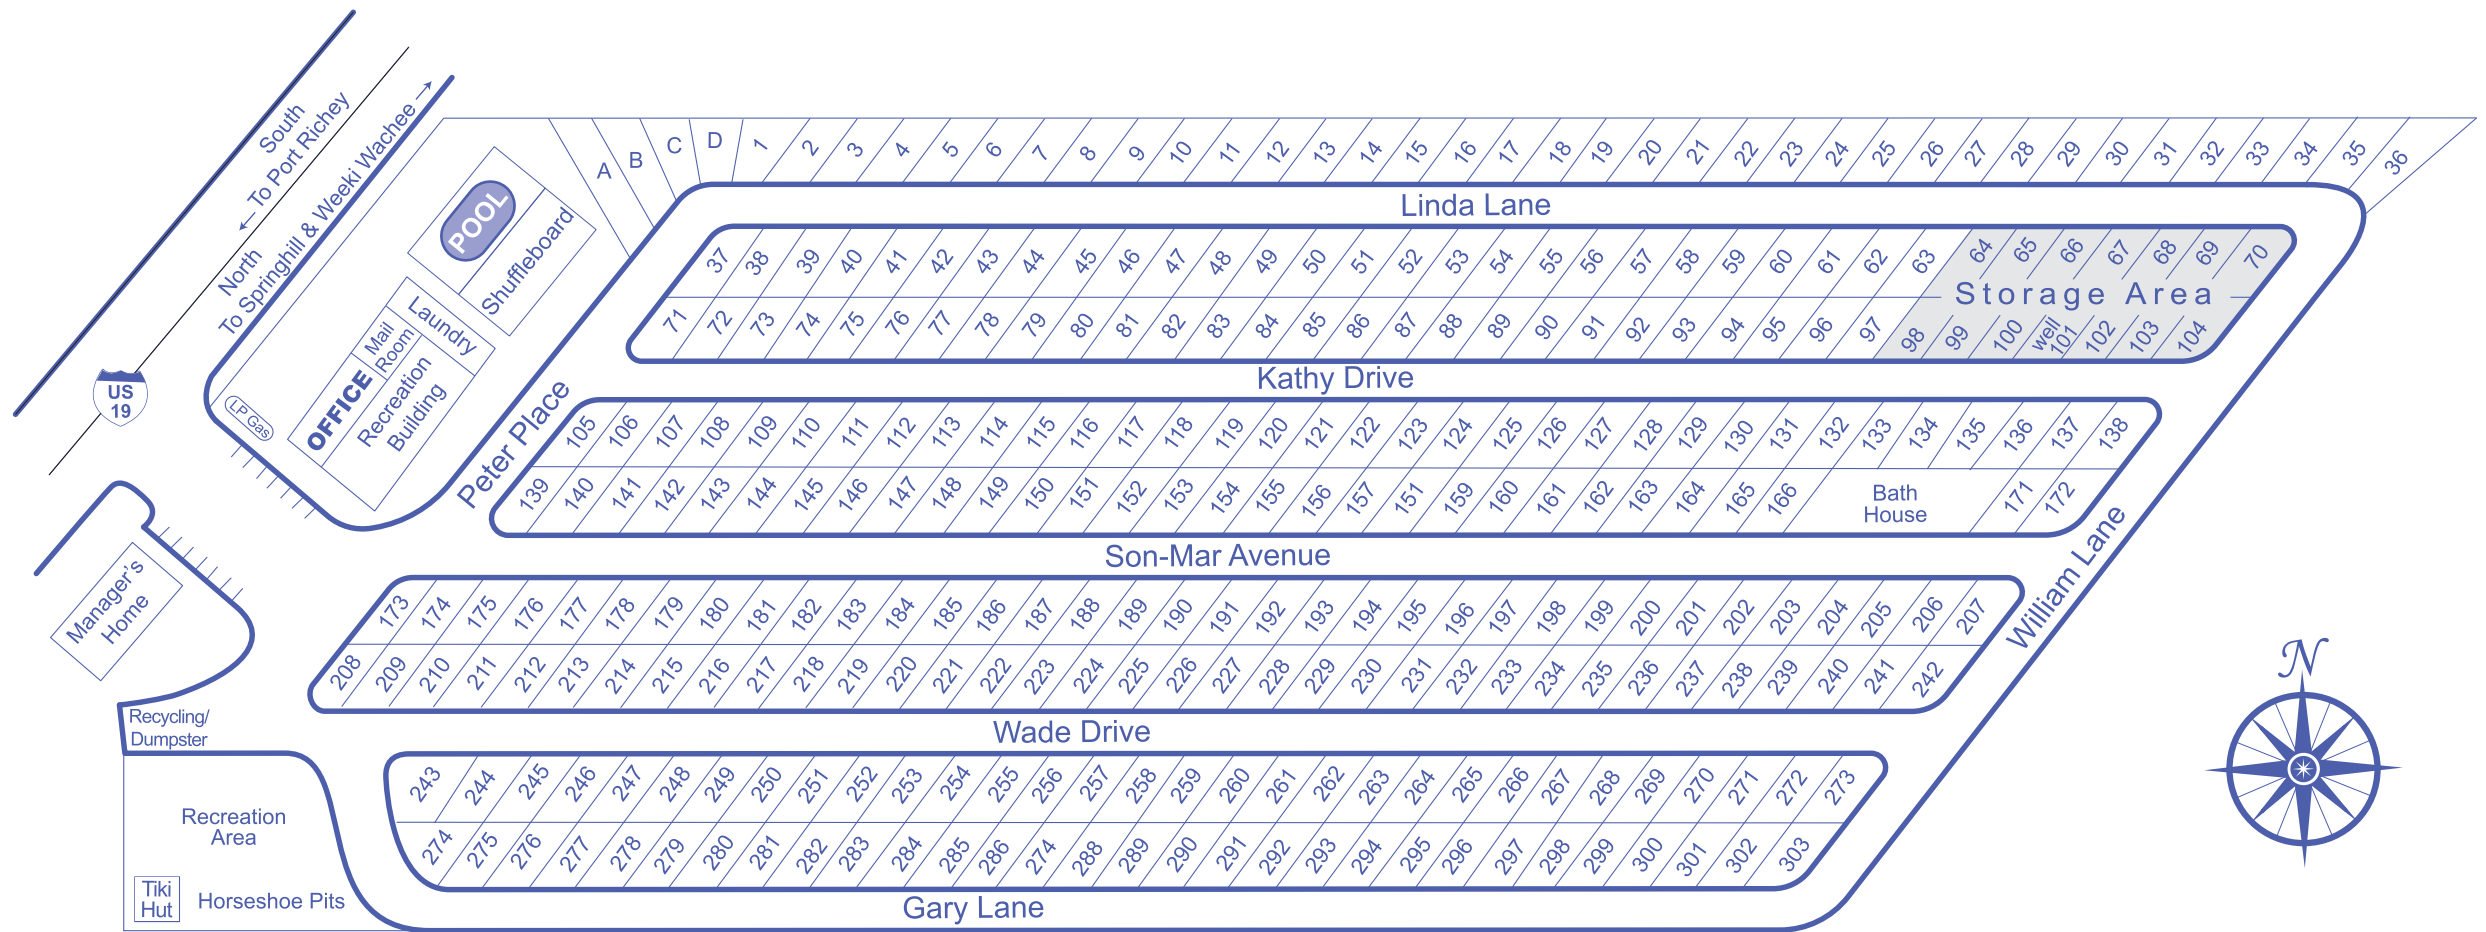 South
← To Port Richey
North
To Springhill & Weeki Wachee →
US
19
POOL
Shuffleboard
Laundry
Mail
Room
OFFICE
Recreation
Building
LP Gas
Peter Place
A B C D 1 2 3 4 5 6 7 8 9 10 11 12 13 14 15 16 17 18 19 20 21 22 23 24 25 26 27 28 29 30 31 32 33 34 35 36
Linda Lane
37 38 39 40 41 42 43 44 45 46 47 48 49 50 51 52 53 54 55 56 57 58 59 60 61 62 63 64 65 66 67 68 69 70
Storage Area
71 72 73 74 75 76 77 78 79 80 81 82 83 84 85 86 87 88 89 90 91 92 93 94 95 96 97 98 99 100 well 101 102 103 104
Kathy Drive
105 106 107 108 109 110 111 112 113 114 115 116 117 118 119 120 121 122 123 124 125 126 127 128 129 130 131 132 133 134 135 136 137 138
139 140 141 142 143 144 145 146 147 148 149 150 151 152 153 154 155 156 157 151 159 160 161 162 163 164 165 166 171 172
Bath
House
Son-Mar Avenue
William Lane
173 174 175 176 177 178 179 180 181 182 183 184 185 186 187 188 189 190 191 192 193 194 195 196 197 198 199 200 201 202 203 204 205 206 207
208 209 210 211 212 213 214 215 216 217 218 219 220 221 222 223 224 225 226 227 228 229 230 231 232 233 234 235 236 237 238 239 240 241 242
Wade Drive
243 244 245 246 247 248 249 250 251 252 253 254 255 256 257 258 259 260 261 262 263 264 265 266 267 268 269 270 271 272 273
274 275 276 277 278 279 280 281 282 283 284 285 286 274 288 289 290 291 292 293 294 295 296 297 298 299 300 301 302 303
Gary Lane
Manager's
Home
Recycling/
Dumpster
Recreation
Area
Tiki
Hut
Horseshoe Pits
N